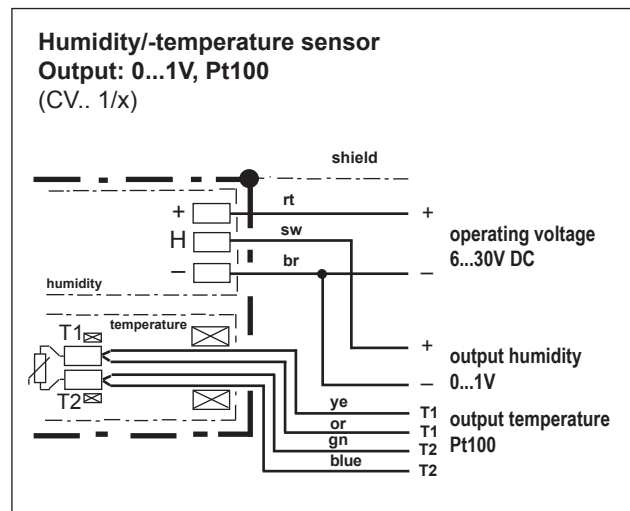 Humidity/-temperature sensor
Output: 0...1V, Pt100
(CV.. 1/x)
shield
+ rt +
H sw
operating voltage
6...30V DC
− br −
humidity
temperature
T1
T2
+
output humidity
− 0...1V
ye T1
or T1
output temperature
gn T2
Pt100
blue T2